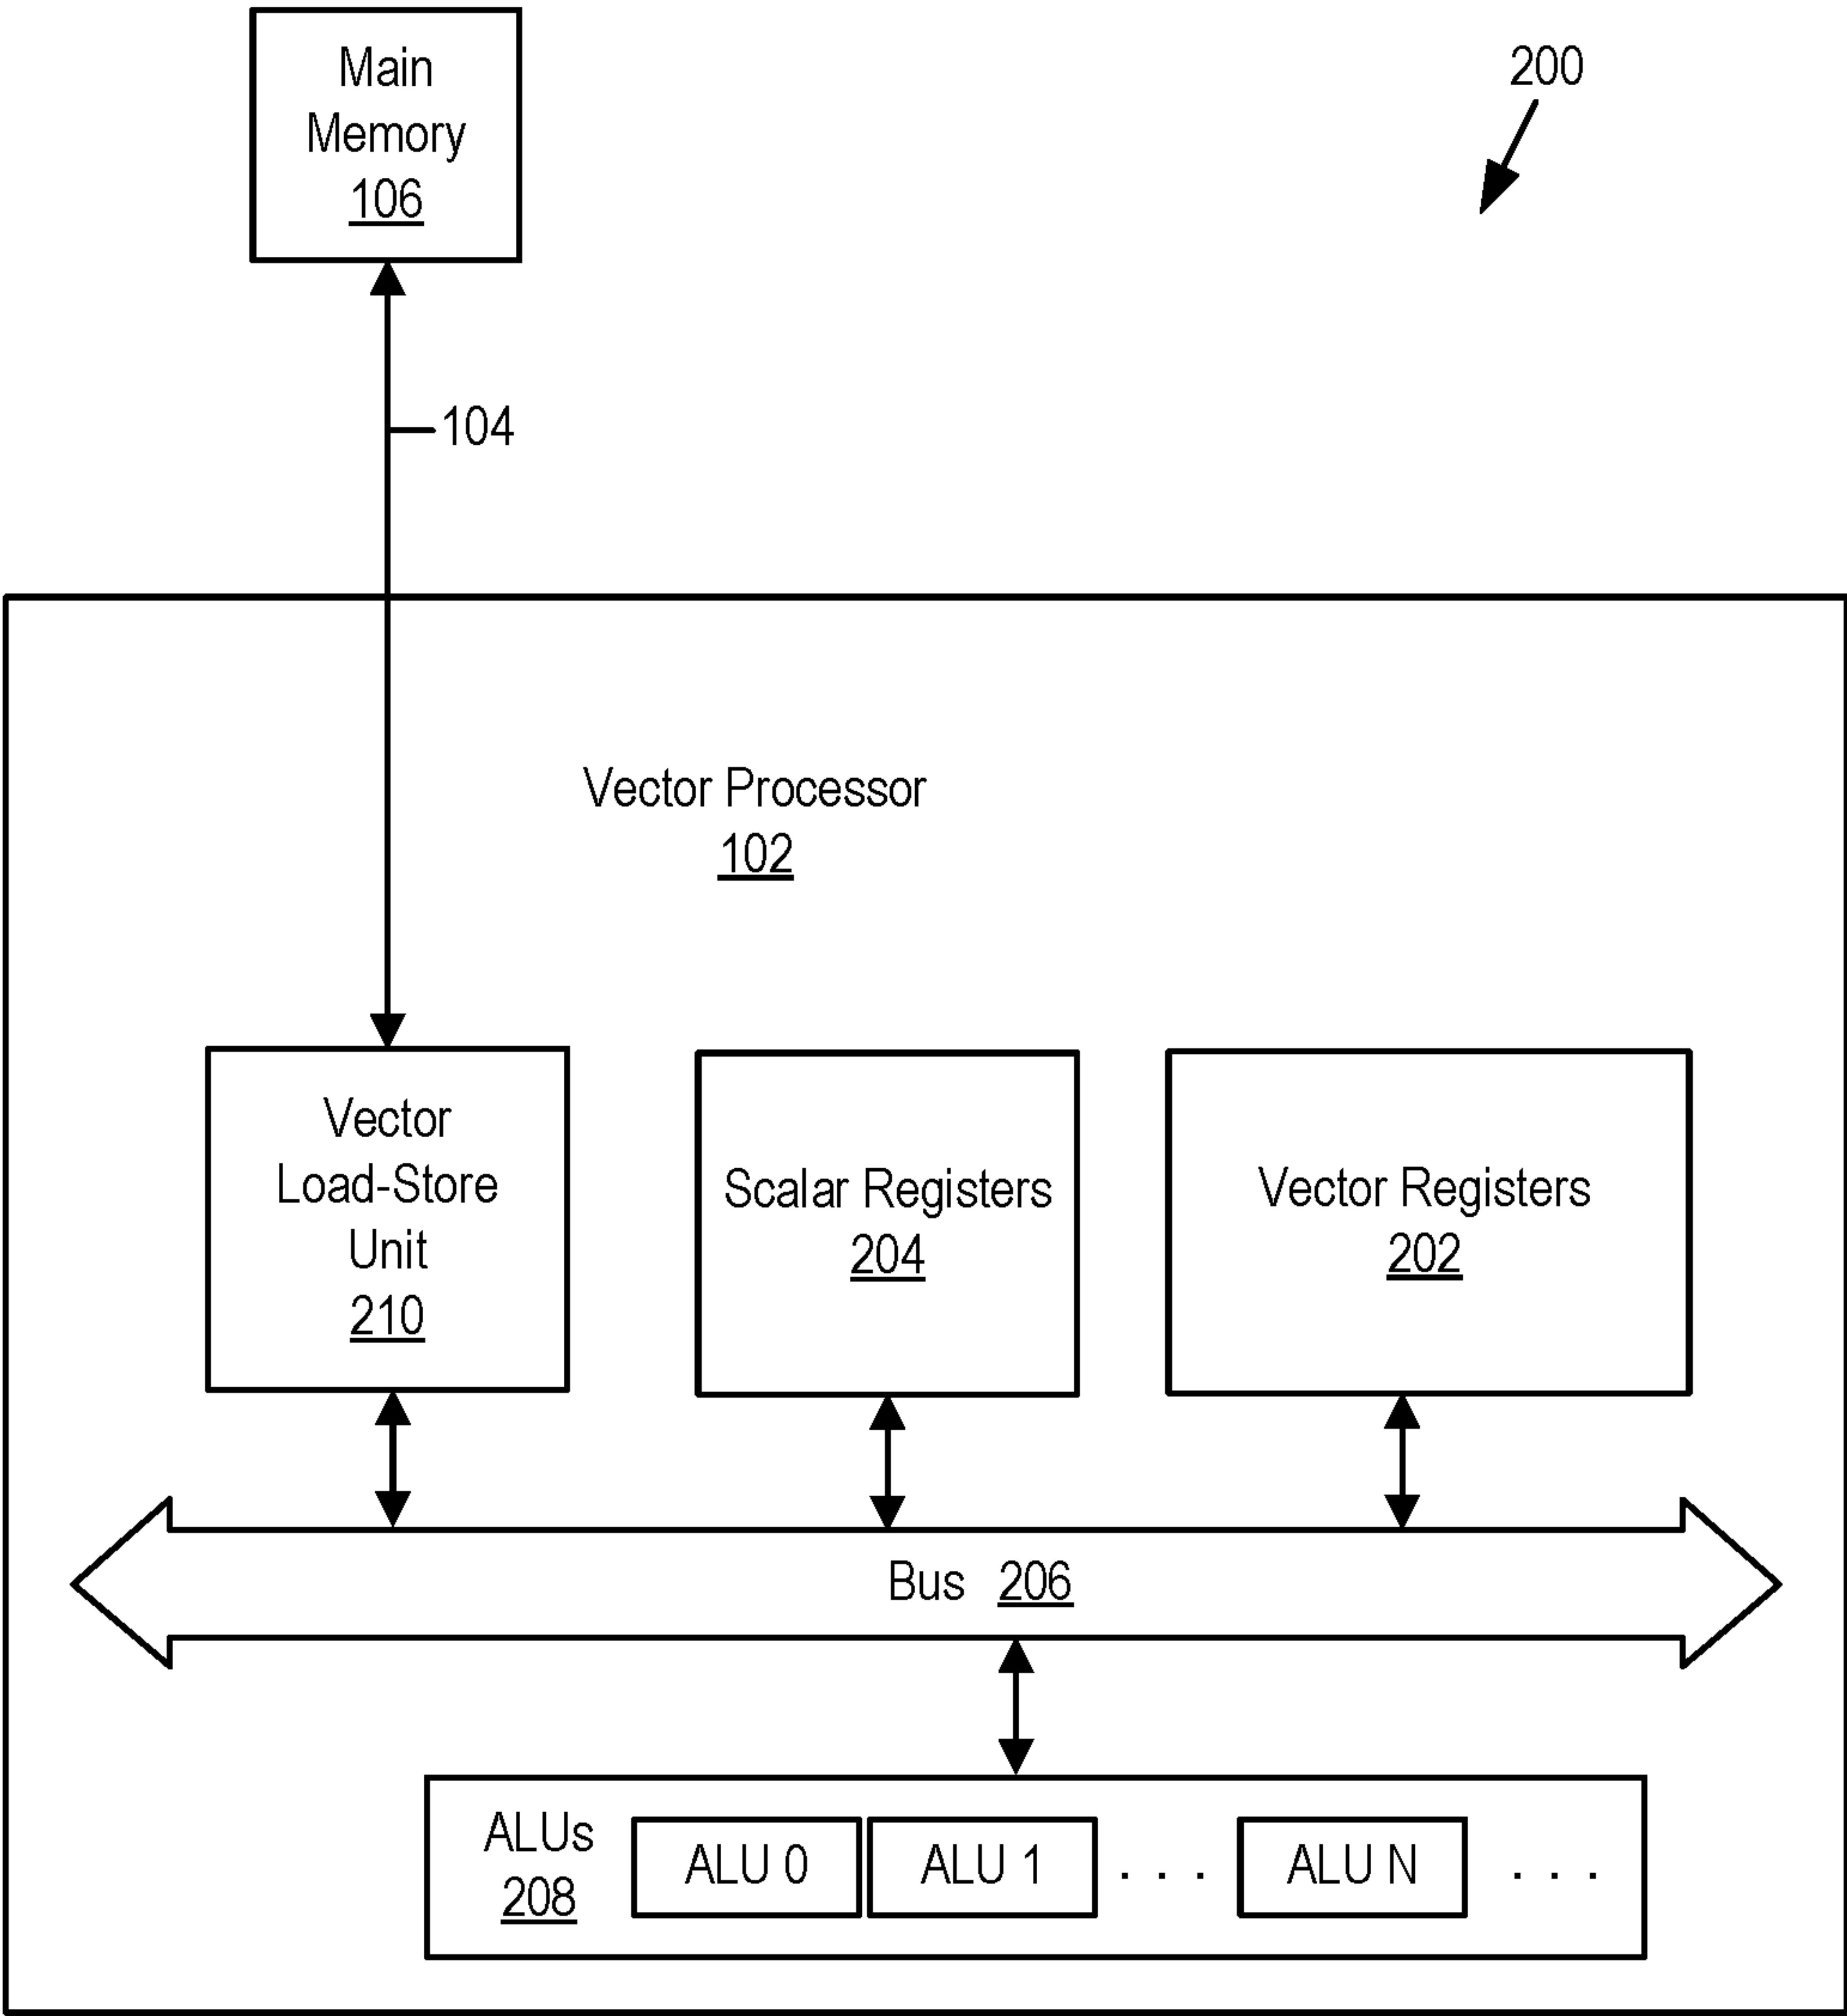 Main
Memory
106
200
104
Vector Processor
102
Vector
Load-Store
Unit
210
Scalar Registers
204
Vector Registers
202
Bus 206
ALUs
208
ALU 0
ALU 1
. . .
ALU N
. . .